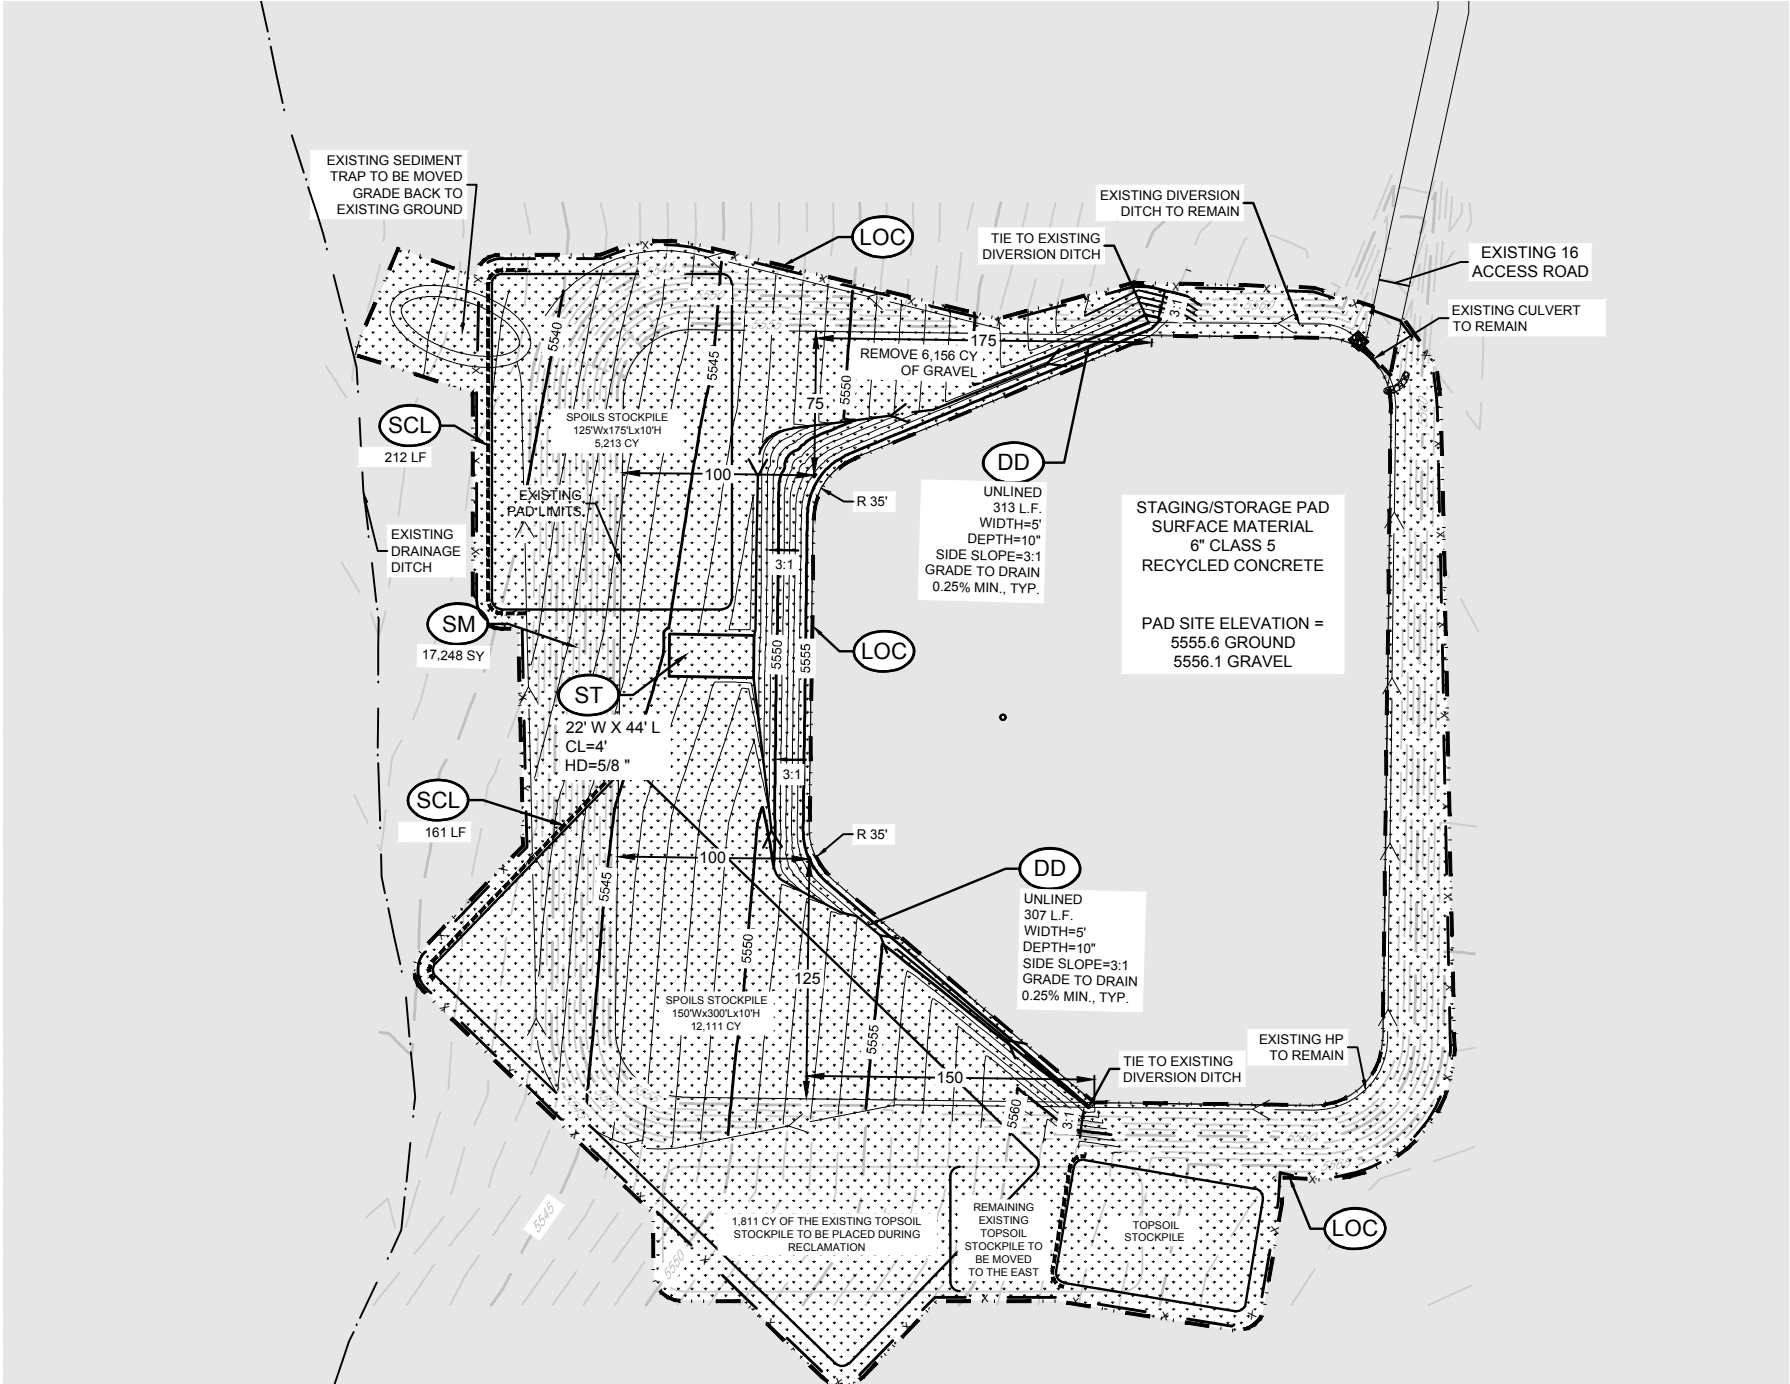 EXISTING SEDIMENT
TRAP TO BE MOVED
GRADE BACK TO
EXISTING GROUND
LOC
EXISTING DIVERSION
DITCH TO REMAIN
TIE TO EXISTING
DIVERSION DITCH
EXISTING 16
ACCESS ROAD
EXISTING CULVERT
TO REMAIN
3:1
5540
5545
5550
175
REMOVE 6,156 CY
OF GRAVEL
75
SCL
212 LF
SPOILS STOCKPILE
125'Wx175'Lx10'H
5,213 CY
100
DD
UNLINED
313 L.F.
WIDTH=5'
DEPTH=10"
SIDE SLOPE=3:1
GRADE TO DRAIN
0.25% MIN., TYP.
R 35'
EXISTING
PAD LIMITS
EXISTING
DRAINAGE
DITCH
3:1
STAGING/STORAGE PAD
SURFACE MATERIAL
6" CLASS 5
RECYCLED CONCRETE
PAD SITE ELEVATION =
5555.6 GROUND
5556.1 GRAVEL
SM
17,248 SY
5550
5555
LOC
ST
22' W X 44' L
CL=4'
HD=5/8 "
3:1
SCL
161 LF
R 35'
100
5545
DD
UNLINED
307 L.F.
WIDTH=5'
DEPTH=10"
SIDE SLOPE=3:1
GRADE TO DRAIN
0.25% MIN., TYP.
5550
125
SPOILS STOCKPILE
150'Wx300'Lx10'H
12,111 CY
5555
EXISTING HP
TO REMAIN
TIE TO EXISTING
DIVERSION DITCH
150
5560
3:1
5545
5550
1,811 CY OF THE EXISTING TOPSOIL
STOCKPILE TO BE PLACED DURING
RECLAMATION
REMAINING
EXISTING
TOPSOIL
STOCKPILE TO
BE MOVED
TO THE EAST
TOPSOIL
STOCKPILE
LOC